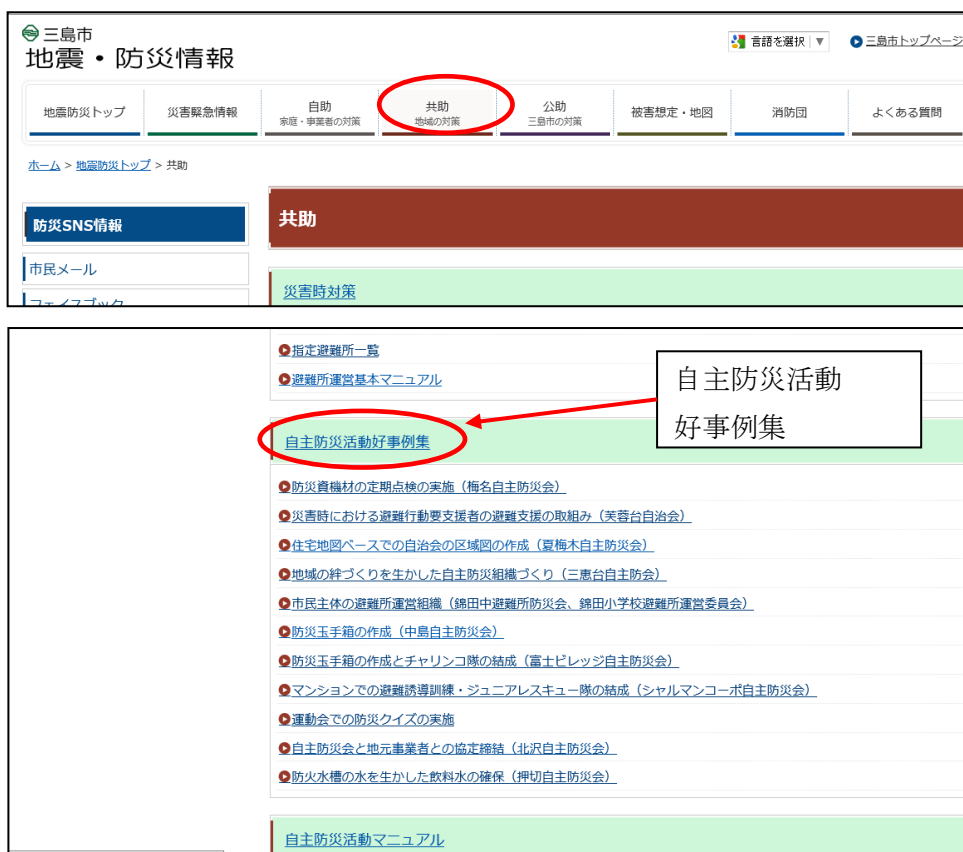 三島市
地震・防災情報
言語を選択 ▼
三島市トップページ
地震防災トップ
災害緊急情報
自助
家庭・事業者の対策
共助
地域の対策
公助
三島市の対策
被害想定・地図
消防団
よくある質問
ホーム > 地震防災トップ > 共助
防災SNS情報
共助
市民メール
災害時対策
フェイスブック
指定避難所一覧
避難所運営基本マニュアル
自主防災活動
好事例集
自主防災活動好事例集
防災資機材の定期点検の実施（梅名自主防災会）
災害時における避難行動要支援者の避難支援の取組み（芙蓉台自治会）
住宅地図ベースでの自治会の区域図の作成（夏梅木自主防災会）
地域の絆づくりを生かした自主防災組織づくり（三恵台自主防会）
市民主体の避難所運営組織（錦田中避難所防災会、錦田小学校避難所運営委員会）
防災玉手箱の作成（中島自主防災会）
防災玉手箱の作成とチャリンコ隊の結成（富士ビレッジ自主防災会）
マンションでの避難誘導訓練・ジュニアレスキュー隊の結成（シャルマンコーポ自主防災会）
運動会での防災クイズの実施
自主防災会と地元事業者との協定締結（北沢自主防災会）
防火水槽の水を生かした飲料水の確保（押切自主防災会）
自主防災活動マニュアル